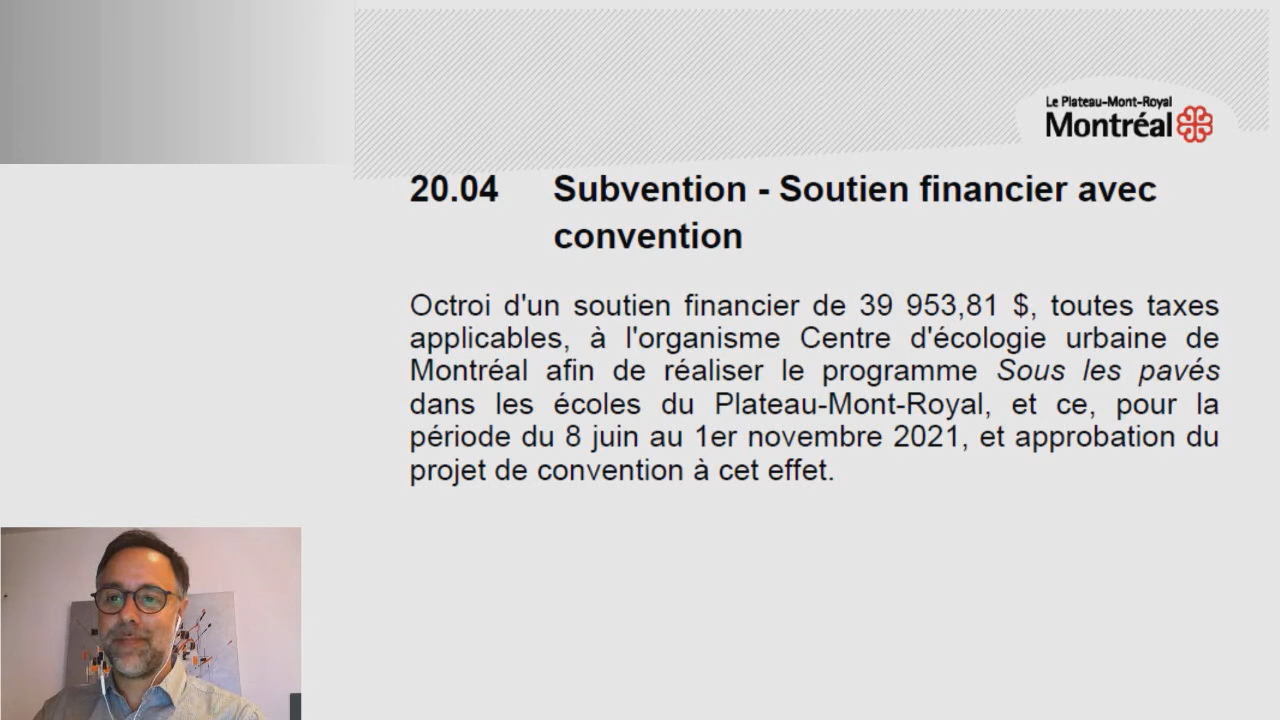 Le Plateau-Mont-Royal
Montréal
20.04 Subvention - Soutien financier avec
convention
Octroi d'un soutien financier de 39 953,81 $, toutes taxes
applicables, à l'organisme Centre d'écologie urbaine de
Montréal afin de réaliser le programme Sous les pavés
dans les écoles du Plateau-Mont-Royal, et ce, pour la
période du 8 juin au 1er novembre 2021, et approbation du
projet de convention à cet effet.